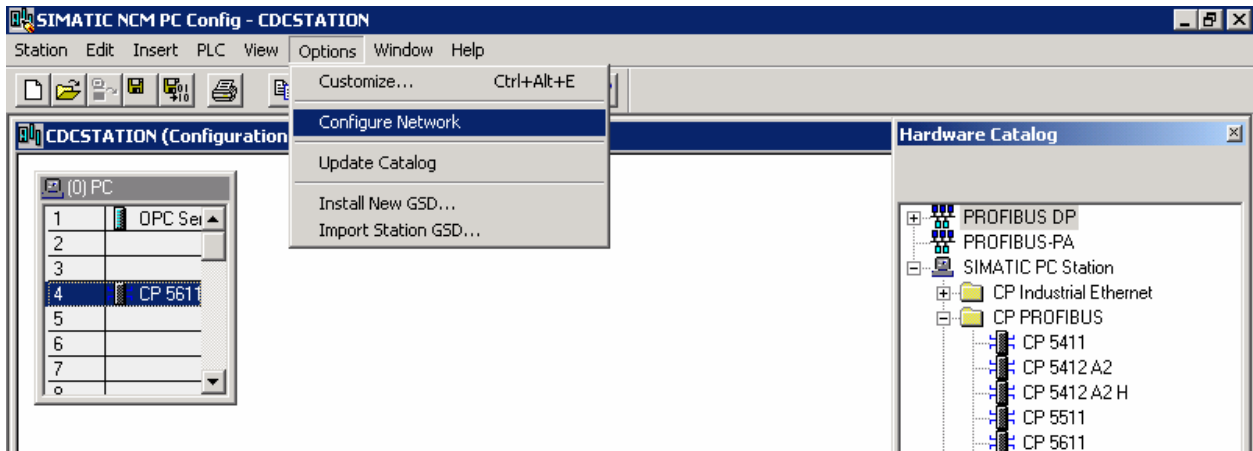 SIMATIC NCM PC Config - CDCSTATION
Station Edit Insert PLC View Options Window Help
Customize... Ctrl+Alt+E
Configure Network
Update Catalog
Install New GSD...
Import Station GSD...
CDCSTATION (Configuration
(0) PC
1 OPC Ser
2
3
4 CP 5611
5
6
7
Hardware Catalog
PROFIBUS DP
PROFIBUS-PA
SIMATIC PC Station
CP Industrial Ethernet
CP PROFIBUS
CP 5411
CP 5412 A2
CP 5412 A2 H
CP 5511
CP 5611